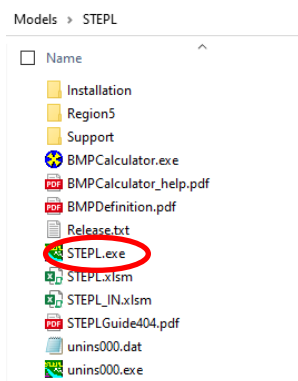 Models > STEPL
Name
Installation
Region5
Support
BMPCalculator.exe
BMPCalculator_help.pdf
BMPDefinition.pdf
Release.txt
STEPL.exe
STEPL.xlsm
STEPL_IN.xlsm
STEPLGuide404.pdf
unins000.dat
unins000.exe